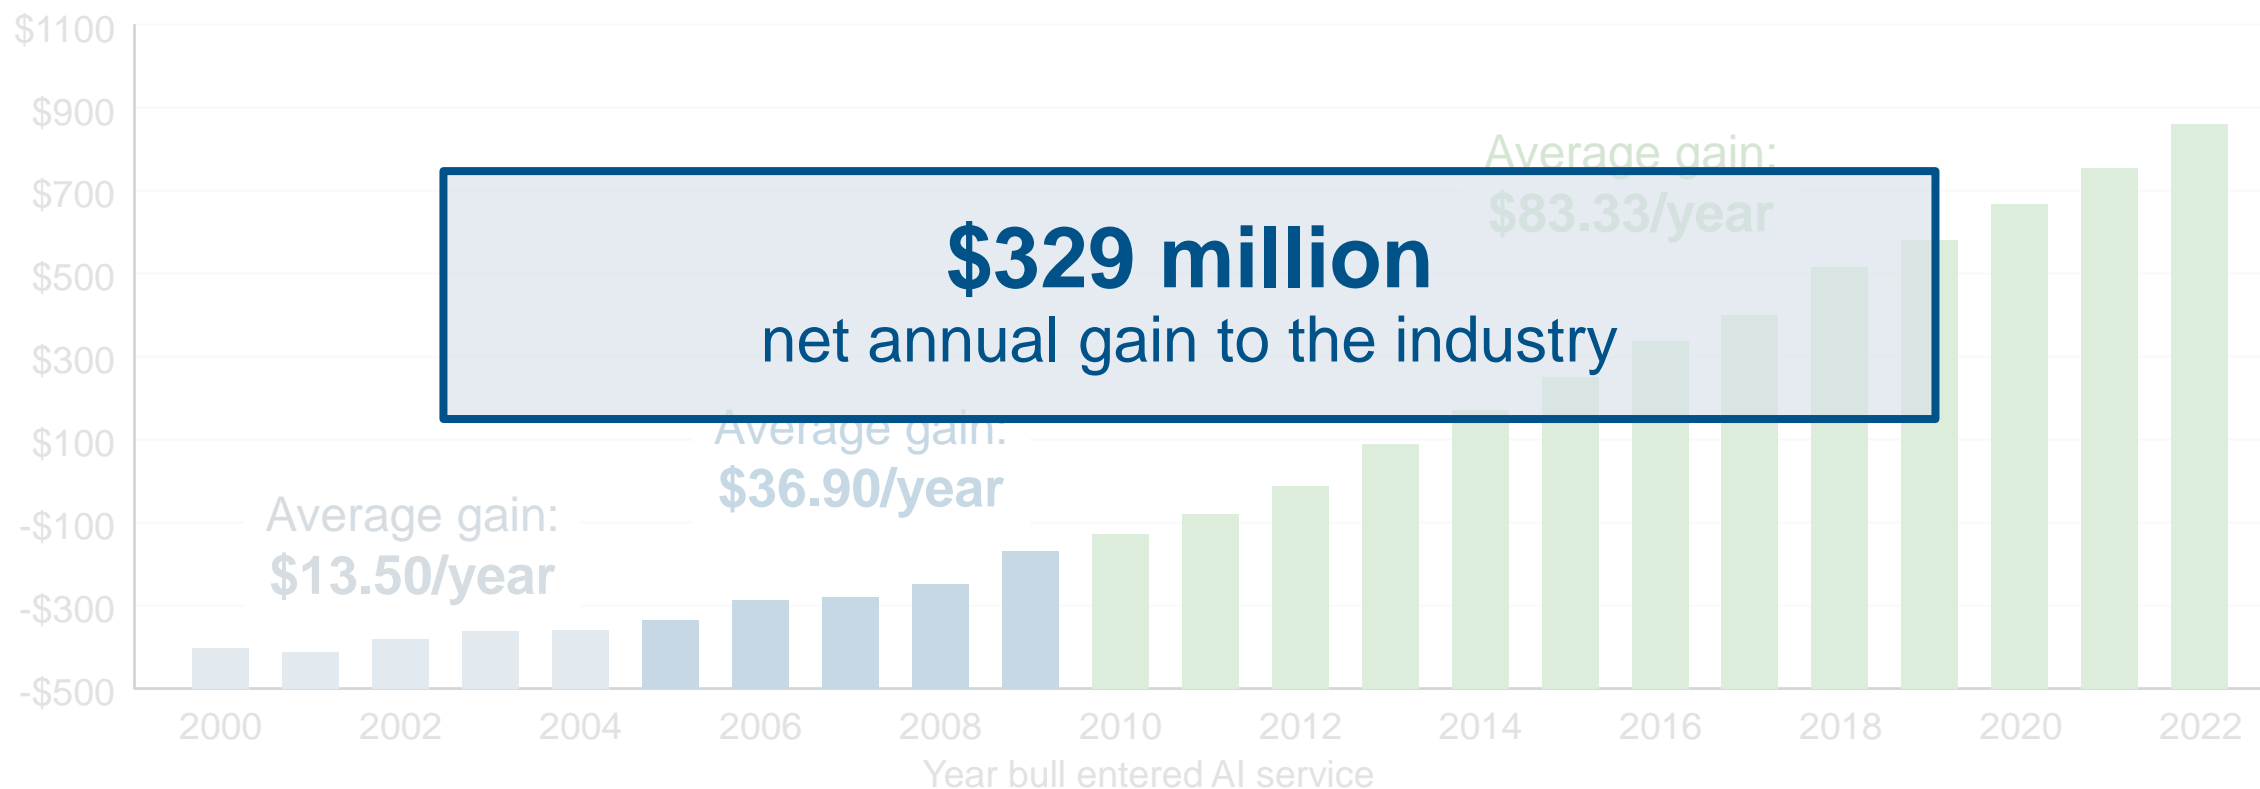 $1100
$900
$700
$500
$300
$100
-$100
-$300
-$500
Average gain:
$83.33/year
$329 million
net annual gain to the industry
Average gain:
$36.90/year
Average gain:
$13.50/year
2000 2002 2004 2006 2008 2010 2012 2014 2016 2018 2020 2022
Year bull entered AI service